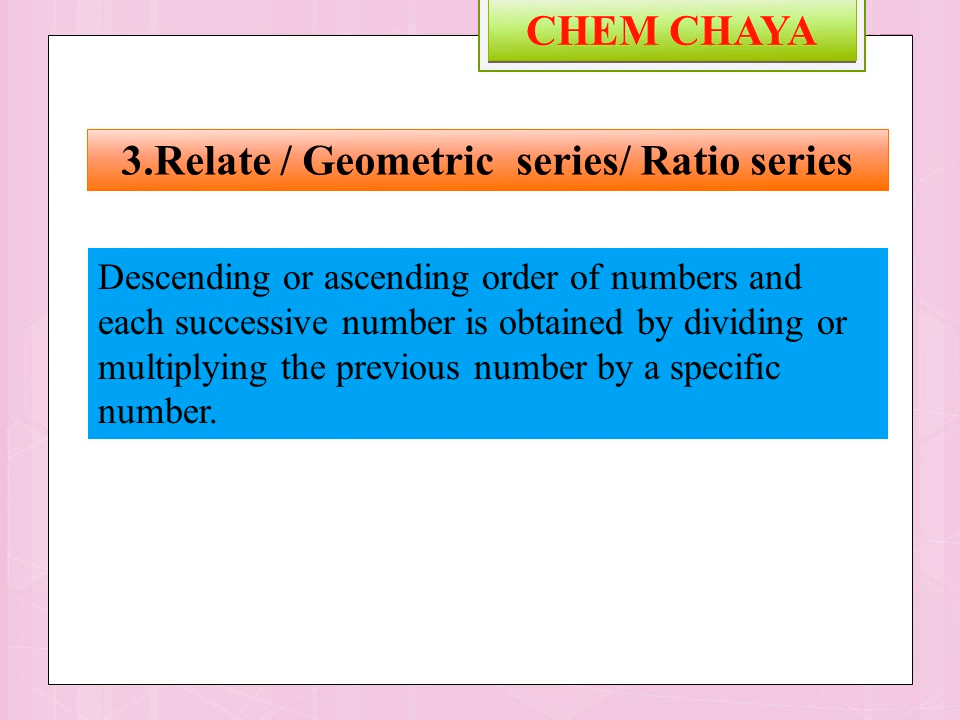 CHEM CHAYA
3.Relate / Geometric  series/ Ratio series
Descending or ascending order of numbers and
each successive number is obtained by dividing or
multiplying the previous number by a specific
number.